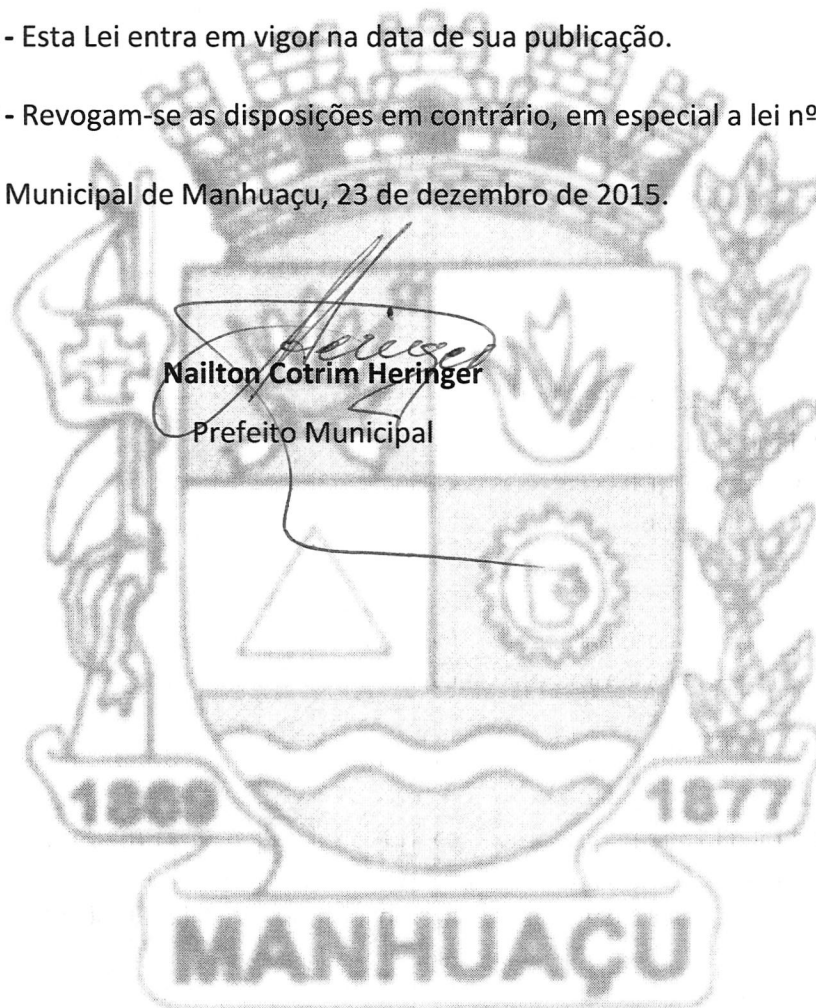 - Esta Lei entra em vigor na data de sua publicação.
- Revogam-se as disposições em contrário, em especial a lei nº
Municipal de Manhuaçu, 23 de dezembro de 2015.
Heringer
Nailton Cotrim Heringer
Prefeito Municipal
1877
MANHUAÇU